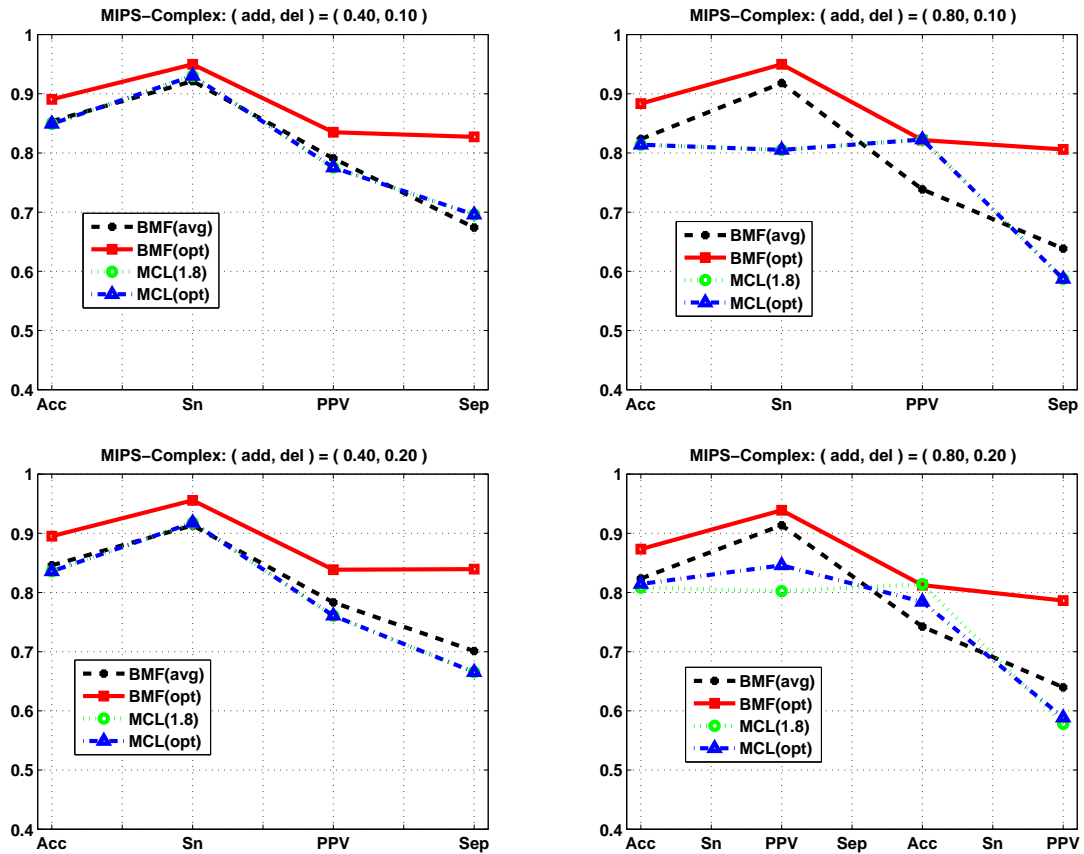 MIPS−Complex: ( add, del ) = ( 0.40, 0.10 )
1
0.9
0.8
0.7
0.6
0.5
0.4
BMF(avg)
BMF(opt)
MCL(1.8)
MCL(opt)
Acc Sn PPV Sep
MIPS−Complex: ( add, del ) = ( 0.80, 0.10 )
1
0.9
0.8
0.7
0.6
0.5
0.4
BMF(avg)
BMF(opt)
MCL(1.8)
MCL(opt)
Acc Sn PPV Sep
MIPS−Complex: ( add, del ) = ( 0.40, 0.20 )
1
0.9
0.8
0.7
0.6
0.5
0.4
BMF(avg)
BMF(opt)
MCL(1.8)
MCL(opt)
Acc Sn PPV Sep
MIPS−Complex: ( add, del ) = ( 0.80, 0.20 )
1
0.9
0.8
0.7
0.6
0.5
0.4
BMF(avg)
BMF(opt)
MCL(1.8)
MCL(opt)
Acc Sn PPV Sep Acc Sn PPV